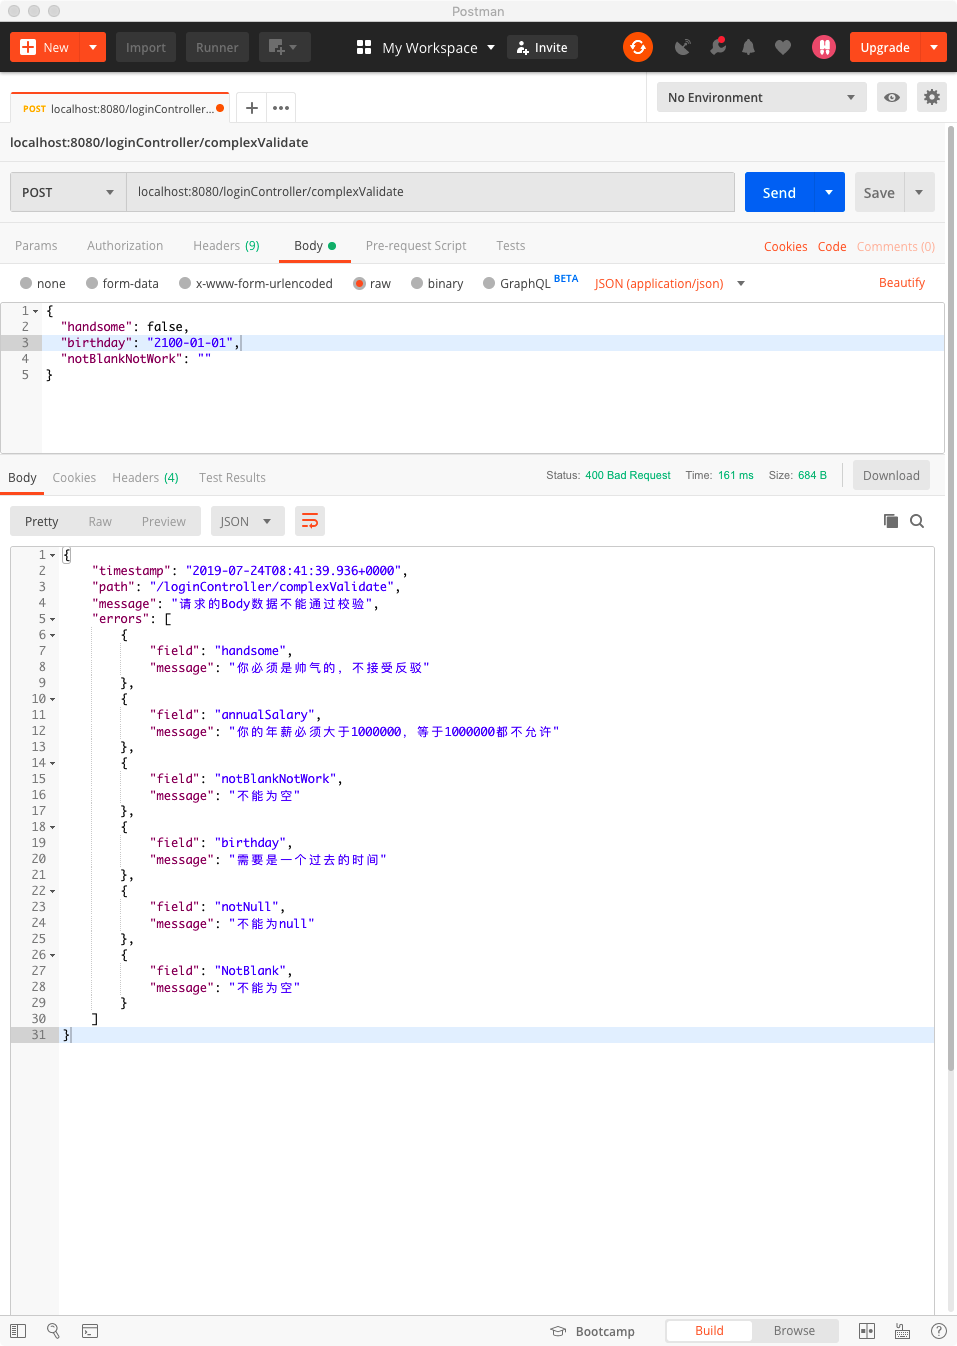 Postman
New
Import
Runner
My Workspace
Invite
Upgrade
POST localhost:8080/loginController...
No Environment
localhost:8080/loginController/complexValidate
POST
localhost:8080/loginController/complexValidate
Send
Save
Params
Authorization
Headers (9)
Body
Pre-request Script
Tests
Cookies
Code
Comments (0)
none
form-data
x-www-form-urlencoded
raw
binary
GraphQL BETA
JSON (application/json)
Beautify
1 {
2 "handsome": false,
3 "birthday": "2100-01-01",
4 "notBlankNotWork": ""
5 }
Body
Cookies
Headers (4)
Test Results
Status: 400 Bad Request
Time: 161 ms
Size: 684 B
Download
Pretty
Raw
Preview
JSON
1 {
2 "timestamp": "2019-07-24T08:41:39.936+0000",
3 "path": "/loginController/complexValidate",
4 "message": "请求的Body数据不能通过校验",
5 "errors": [
6 {
7 "field": "handsome",
8 "message": "你必须是帅气的，不接受反驳"
9 },
10 {
11 "field": "annualSalary",
12 "message": "你的年薪必须大于1000000，等于1000000都不允许"
13 },
14 {
15 "field": "notBlankNotWork",
16 "message": "不能为空"
17 },
18 {
19 "field": "birthday",
20 "message": "需要是一个过去的时间"
21 },
22 {
23 "field": "notNull",
24 "message": "不能为null"
25 },
26 {
27 "field": "NotBlank",
28 "message": "不能为空"
29 }
30 ]
31 }
Bootcamp
Build
Browse